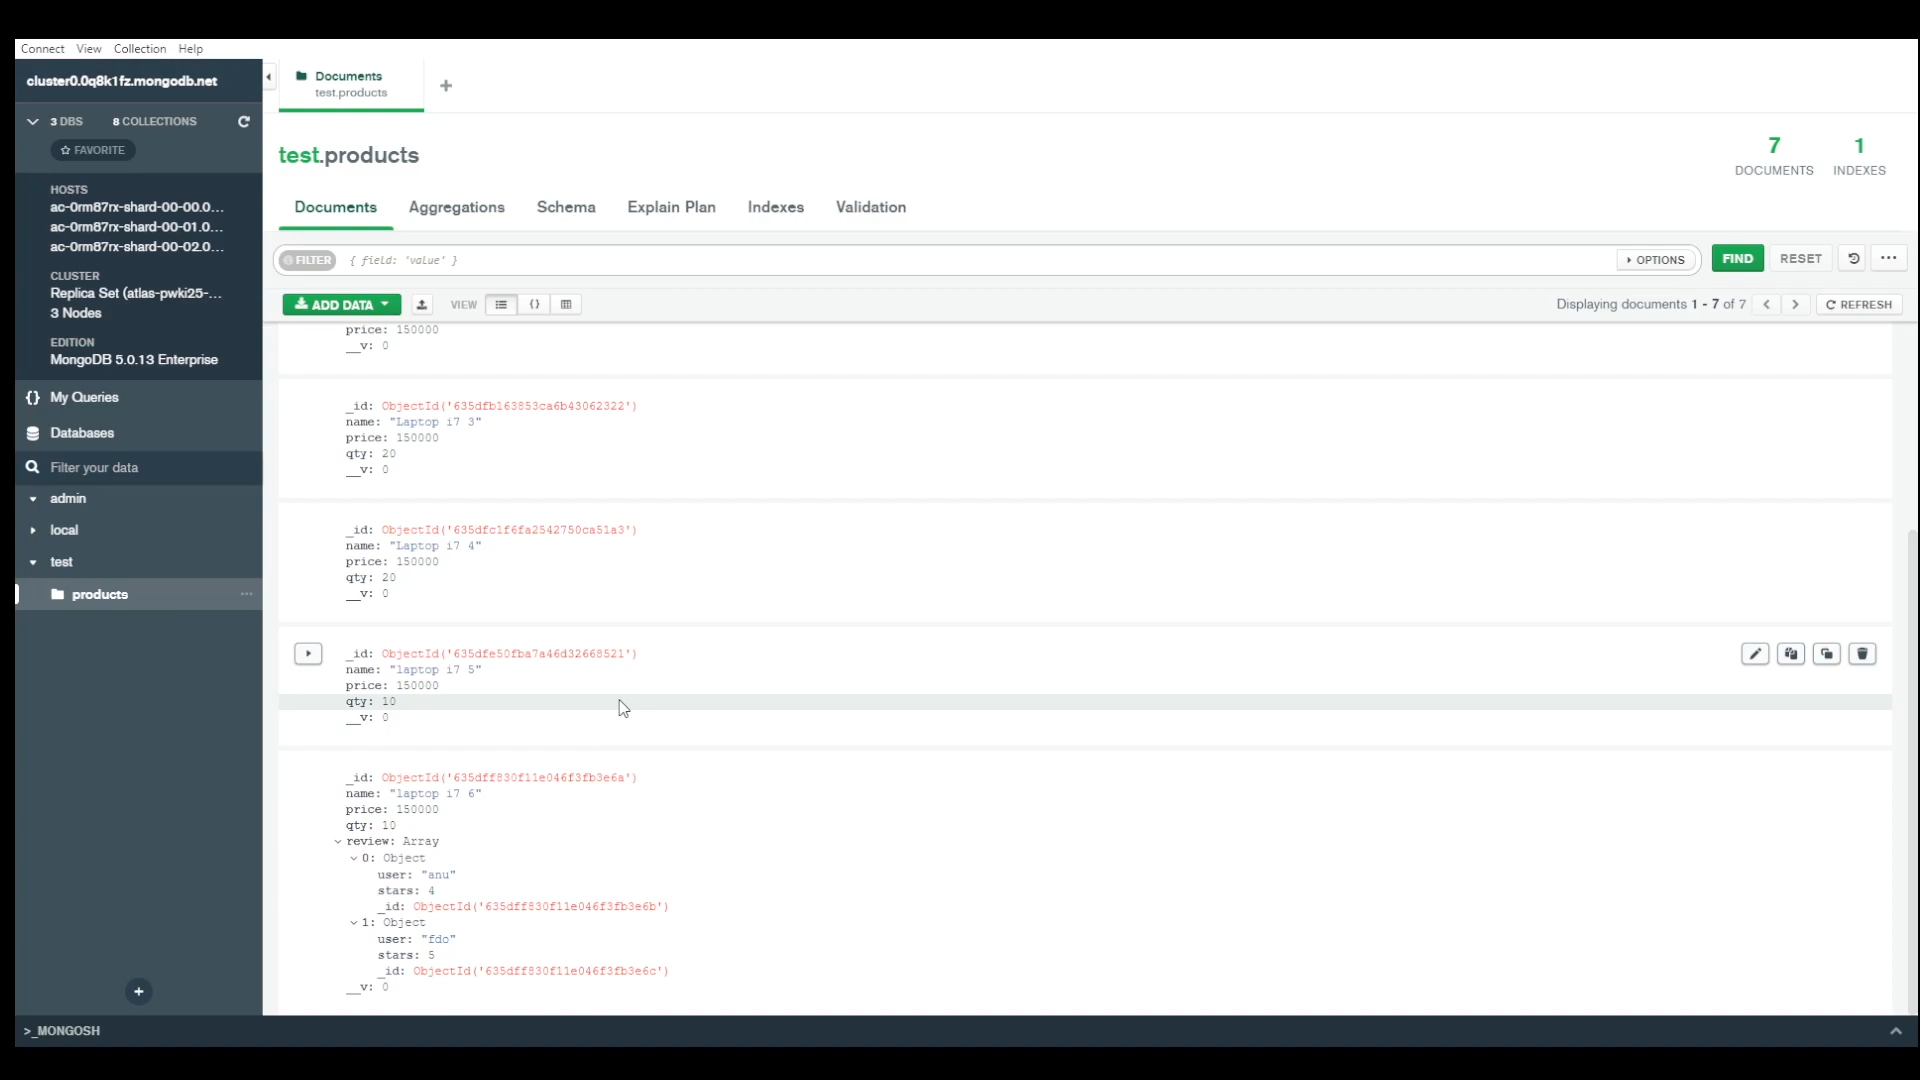 Connect View Collection Help
cluster0.0q8k1fz.mongodb.net
3 DBS 8 COLLECTIONS
FAVORITE
HOSTS
ac-0rm87rx-shard-00-00.0...
ac-0rm87rx-shard-00-01.0...
ac-0rm87rx-shard-00-02.0...
CLUSTER
Replica Set (atlas-pwki25-...
3 Nodes
EDITION
MongoDB 5.0.13 Enterprise
{} My Queries
Databases
Filter your data
admin
local
test
products
Documents
test.products
test.products
7
DOCUMENTS
1
INDEXES
Documents Aggregations Schema Explain Plan Indexes Validation
FILTER { field: 'value' } OPTIONS FIND RESET
ADD DATA VIEW {} Displaying documents 1 - 7 of 7 REFRESH
price: 150000
__v: 0
_id: ObjectId('635dfb163853ca6b43062322')
name: "Laptop i7 3"
price: 150000
qty: 20
__v: 0
_id: ObjectId('635dfc1f6fa2542750ca51a3')
name: "Laptop i7 4"
price: 150000
qty: 20
__v: 0
_id: ObjectId('635dfe50fba7a46d32668521')
name: "laptop i7 5"
price: 150000
qty: 10
__v: 0
_id: ObjectId('635dff830f11e046f3fb3e6a')
name: "laptop i7 6"
price: 150000
qty: 10
review: Array
0: Object
user: "anu"
stars: 4
_id: ObjectId('635dff830f11e046f3fb3e6b')
1: Object
user: "fdo"
stars: 5
_id: ObjectId('635dff830f11e046f3fb3e6c')
__v: 0
>_MONGOSH